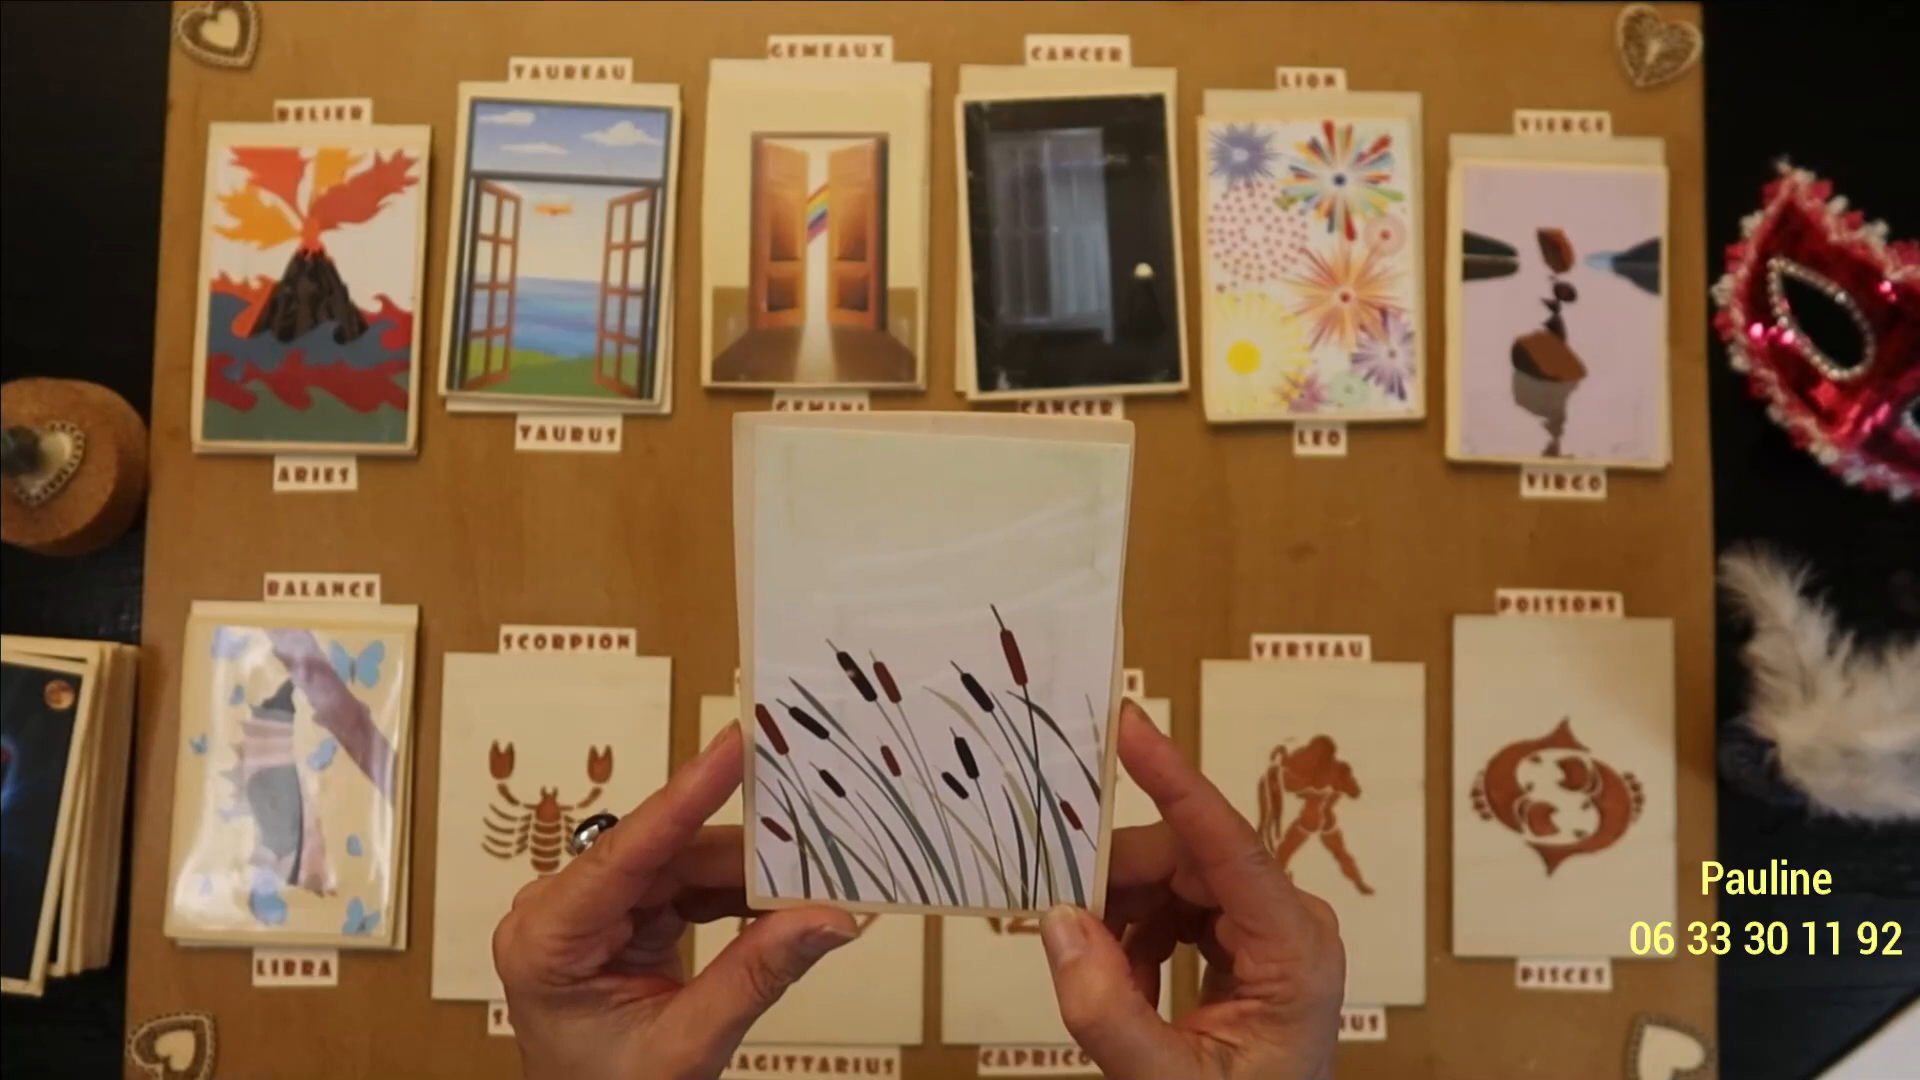 BELIER
TAUREAU
GEMEAUX
CANCER
LION
VIERGE
ARIES
TAURUS
GEMINI
CANCER
LEO
VIRGO
BALANCE
SCORPION
VERSEAU
POISSONS
LIBRA
PISCES
Pauline
06 33 30 11 92